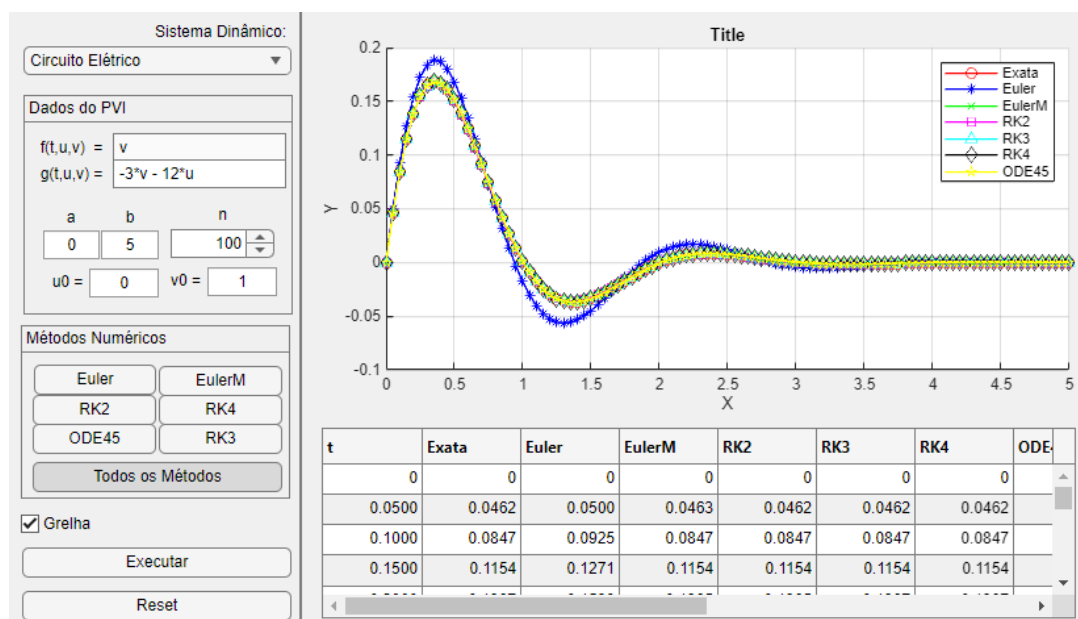 Sistema Dinâmico:
Circuito Elétrico
Dados do PVI
f(t,u,v) = v
g(t,u,v) = -3*v - 12*u
a b n
0 5 100
u0 = 0 v0 = 1
Métodos Numéricos
Euler EulerM
RK2 RK4
ODE45 RK3
Todos os Métodos
Grelha
Executar
Reset
Title
0.2
0.15
0.1
0.05
0
-0.05
-0.1
Y
0 0.5 1 1.5 2 2.5 3 3.5 4 4.5 5
X
Exata
Euler
EulerM
RK2
RK3
RK4
ODE45
t Exata Euler EulerM RK2 RK3 RK4
0 0 0 0 0 0 0
0.0500 0.0462 0.0500 0.0463 0.0462 0.0462 0.0462
0.1000 0.0847 0.0925 0.0847 0.0847 0.0847 0.0847
0.1500 0.1154 0.1271 0.1154 0.1154 0.1154 0.1154